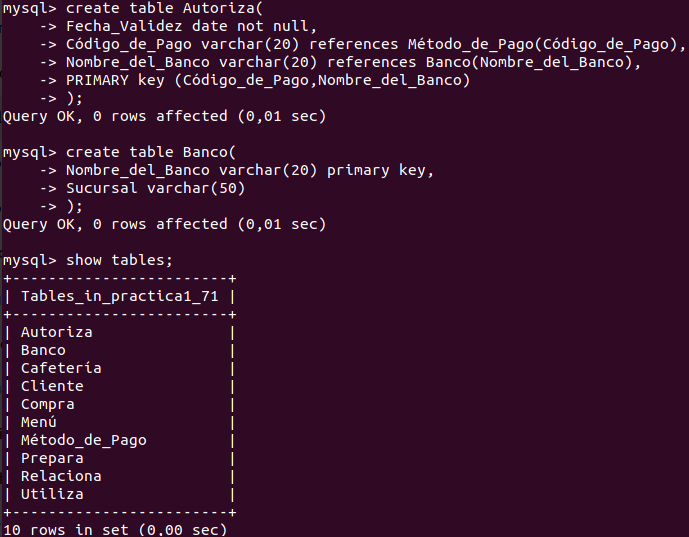 mysql> create table Autoriza(
    -> Fecha_Validez date not null,
    -> Código_de_Pago varchar(20) references Método_de_Pago(Código_de_Pago),
    -> Nombre_del_Banco varchar(20) references Banco(Nombre_del_Banco),
    -> PRIMARY key (Código_de_Pago,Nombre_del_Banco)
    -> );
Query OK, 0 rows affected (0,01 sec)

mysql> create table Banco(
    -> Nombre_del_Banco varchar(20) primary key,
    -> Sucursal varchar(50)
    -> );
Query OK, 0 rows affected (0,01 sec)

mysql> show tables;
+------------------------+
| Tables_in_practica1_71 |
+------------------------+
| Autoriza               |
| Banco                  |
| Cafetería              |
| Cliente                |
| Compra                 |
| Menú                   |
| Método_de_Pago         |
| Prepara                |
| Relaciona              |
| Utiliza                |
+------------------------+
10 rows in set (0,00 sec)